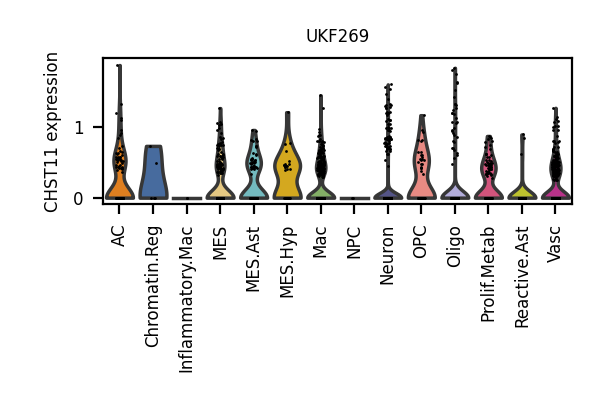 UKF269
CHST11 expression
1
0
AC
Chromatin.Reg
Inflammatory.Mac
MES
MES.Ast
MES.Hyp
Mac
NPC
Neuron
OPC
Oligo
Prolif.Metab
Reactive.Ast
Vasc